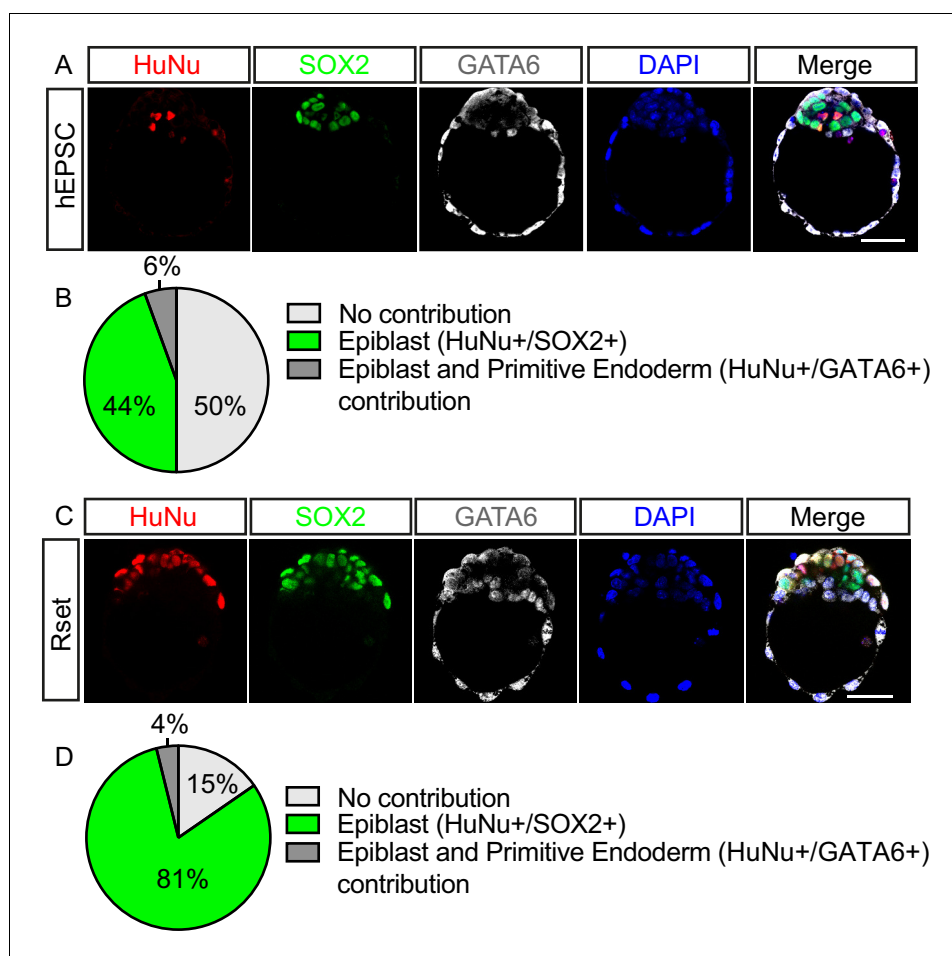 A HuNu SOX2 GATA6 DAPI Merge
hEPSC
B 6%
44% 50%
No contribution
Epiblast (HuNu+/SOX2+)
Epiblast and Primitive Endoderm (HuNu+/GATA6+)
contribution
C HuNu SOX2 GATA6 DAPI Merge
Rset
D 4%
15%
81%
No contribution
Epiblast (HuNu+/SOX2+)
Epiblast and Primitive Endoderm (HuNu+/GATA6+)
contribution